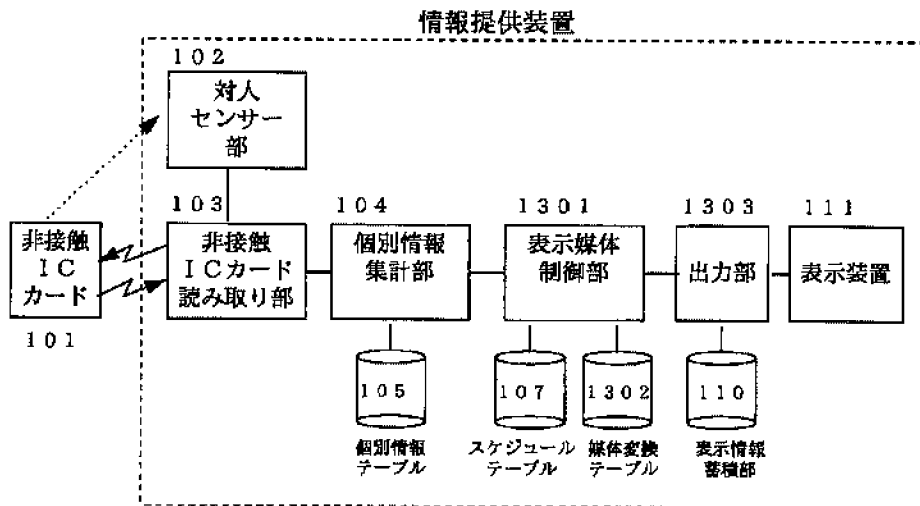 情報提供装置
102
対人
センサー
部
103
非接触
ICカード
読み取り部
104
個別情報
集計部
1301
表示媒体
制御部
1303
出力部
111
表示装置
非接触
IC
カード
101
105
個別情報
テーブル
107
スケジュール
テーブル
1302
媒体変換
テーブル
110
表示情報
蓄積部